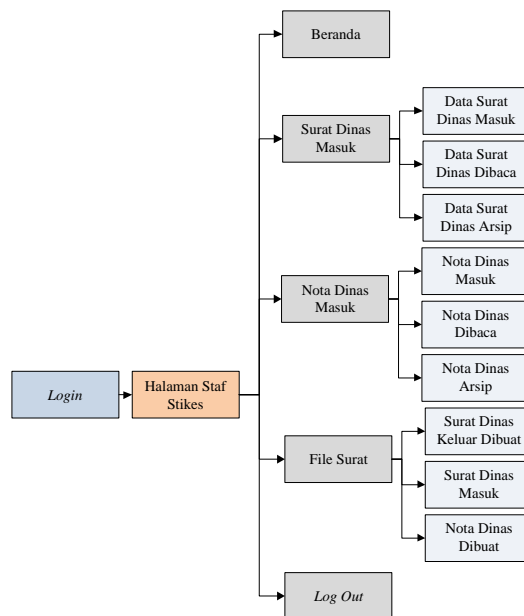 Beranda
Surat Dinas
Masuk
Data Surat
Dinas Masuk
Data Surat
Dinas Dibaca
Data Surat
Dinas Arsip
Nota Dinas
Masuk
Nota Dinas
Masuk
Nota Dinas
Dibaca
Nota Dinas
Arsip
Login
Halaman Staf
Stikes
File Surat
Surat Dinas
Keluar Dibuat
Surat Dinas
Masuk
Nota Dinas
Dibuat
Log Out